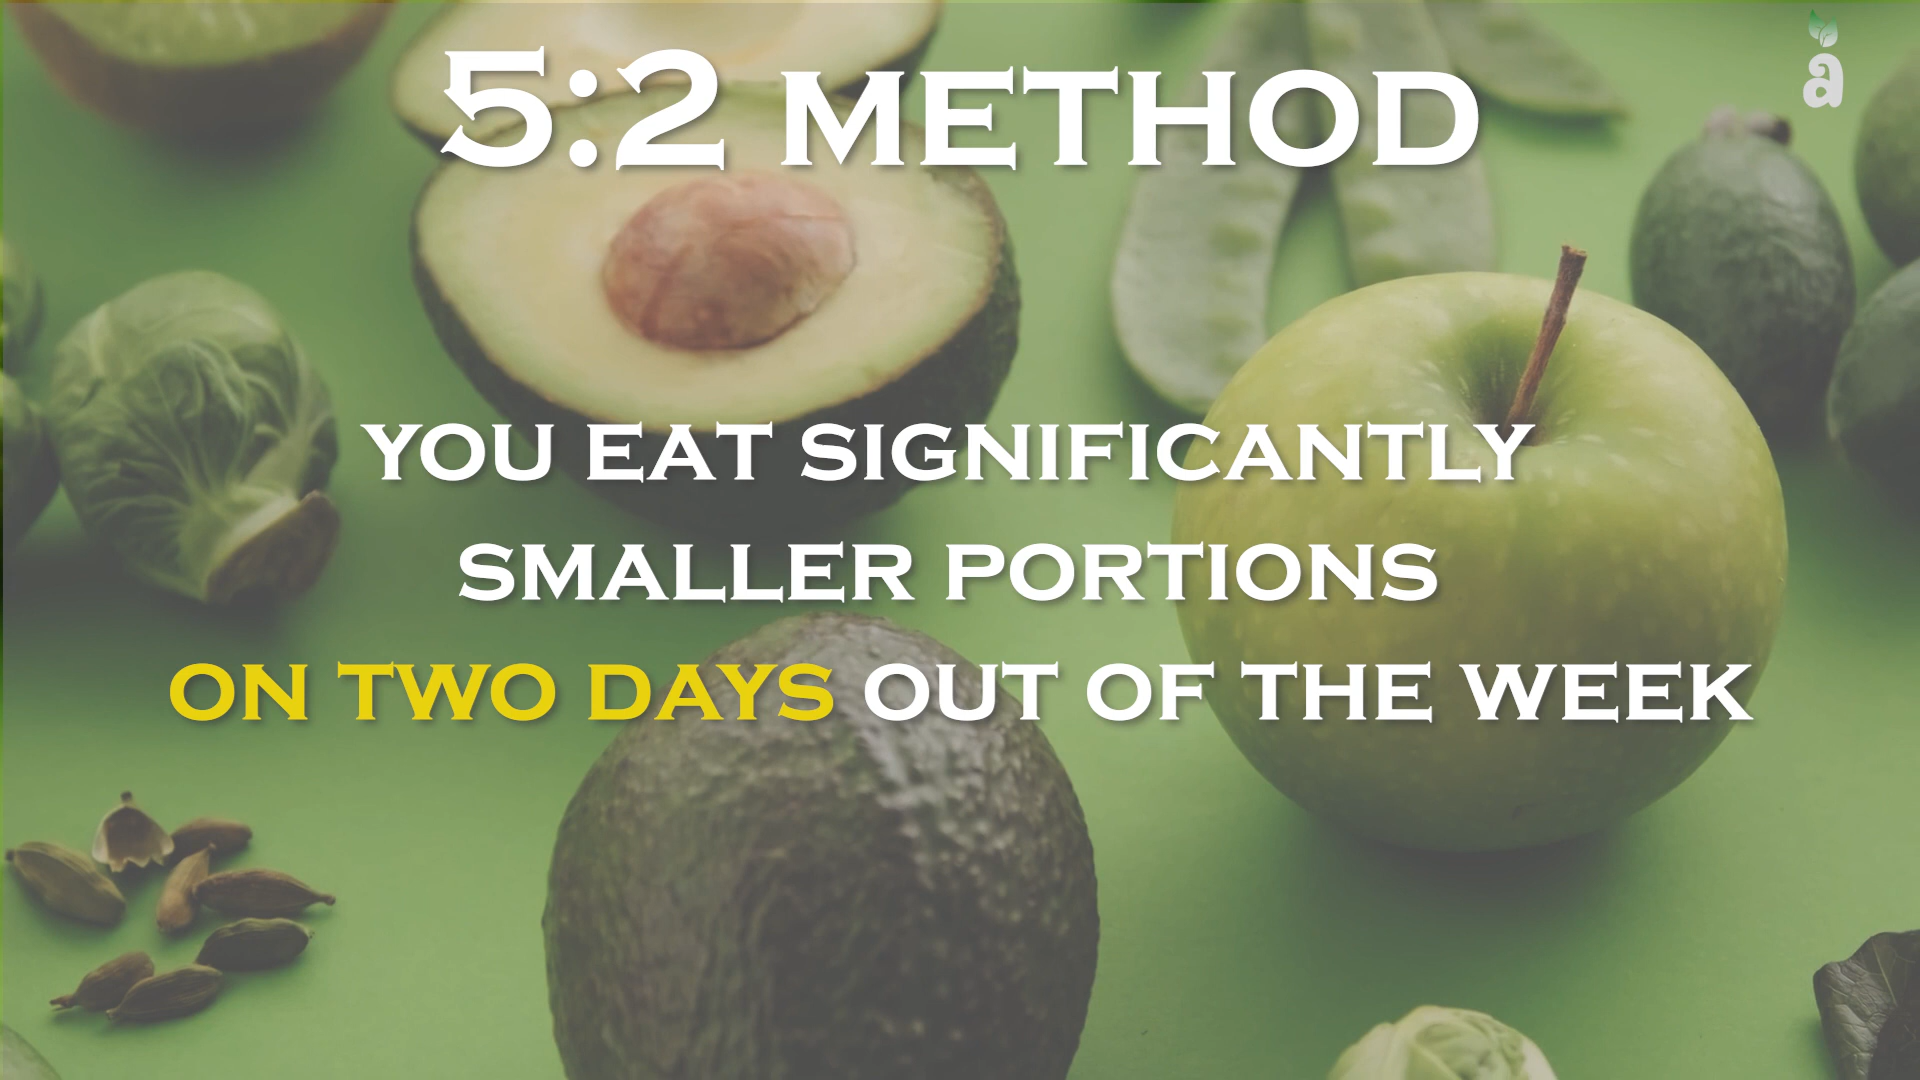 5:2 METHOD
a
YOU EAT SIGNIFICANTLY
SMALLER PORTIONS
ON TWO DAYS OUT OF THE WEEK